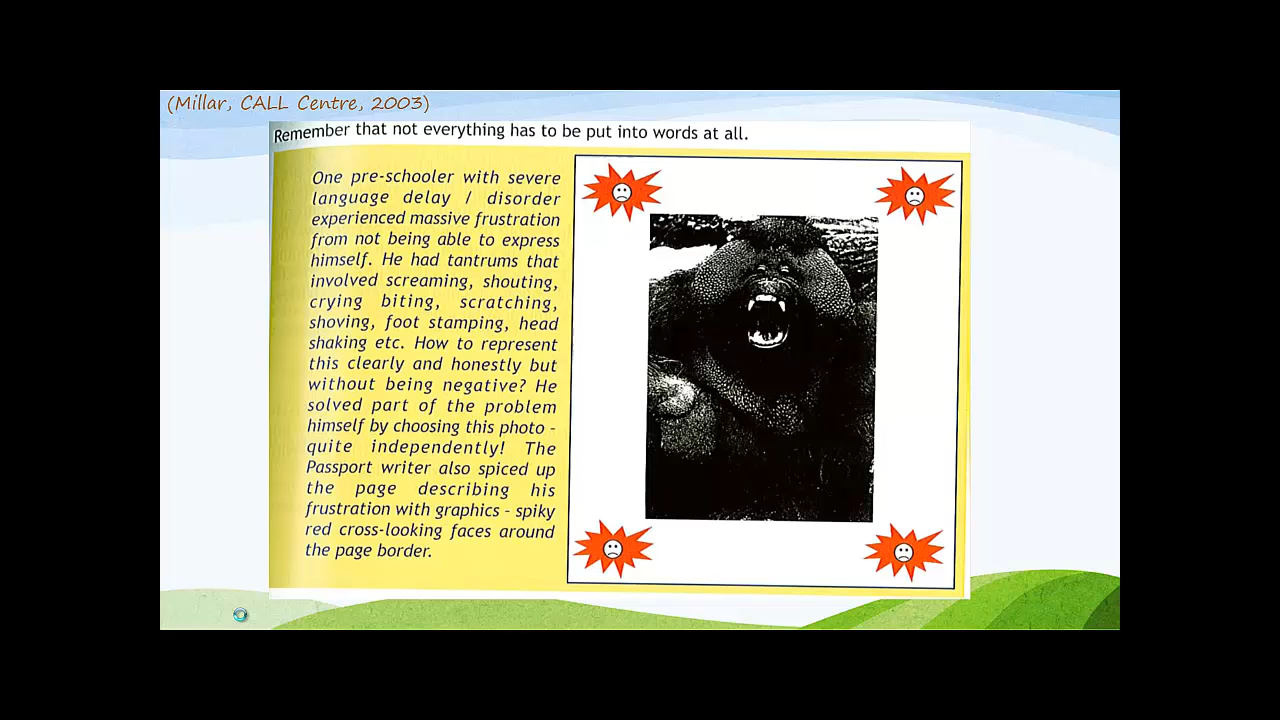 (Millar, CALL Centre, 2003)
Remember that not everything has to be put into words at all.
One pre-schooler with severe
language delay / disorder
experienced massive frustration
from not being able to express
himself. He had tantrums that
involved screaming, shouting,
crying biting, scratching,
shoving, foot stamping, head
shaking etc. How to represent
this clearly and honestly but
without being negative? He
solved part of the problem
himself by choosing this photo –
quite independently! The
Passport writer also spiced up
the page describing his
frustration with graphics – spiky
red cross-looking faces around
the page border.